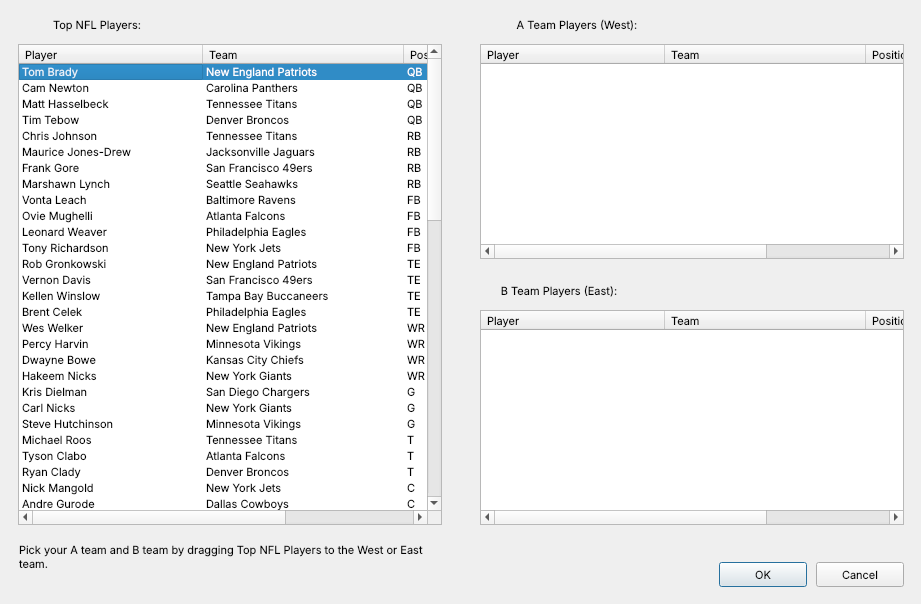 Top NFL Players:
Player Team Pos
Tom Brady New England Patriots QB
Cam Newton Carolina Panthers QB
Matt Hasselbeck Tennessee Titans QB
Tim Tebow Denver Broncos QB
Chris Johnson Tennessee Titans RB
Maurice Jones-Drew Jacksonville Jaguars RB
Frank Gore San Francisco 49ers RB
Marshawn Lynch Seattle Seahawks RB
Vonta Leach Baltimore Ravens FB
Ovie Mughelli Atlanta Falcons FB
Leonard Weaver Philadelphia Eagles FB
Tony Richardson New York Jets FB
Rob Gronkowski New England Patriots TE
Vernon Davis San Francisco 49ers TE
Kellen Winslow Tampa Bay Buccaneers TE
Brent Celek Philadelphia Eagles TE
Wes Welker New England Patriots WR
Percy Harvin Minnesota Vikings WR
Dwayne Bowe Kansas City Chiefs WR
Hakeem Nicks New York Giants WR
Kris Dielman San Diego Chargers G
Carl Nicks New York Giants G
Steve Hutchinson Minnesota Vikings G
Michael Roos Tennessee Titans T
Tyson Clabo Atlanta Falcons T
Ryan Clady Denver Broncos T
Nick Mangold New York Jets C
Andre Gurode Dallas Cowboys C
Pick your A team and B team by dragging Top NFL Players to the West or East
team.
A Team Players (West):
Player Team Positic
B Team Players (East):
Player Team Positic
OK Cancel